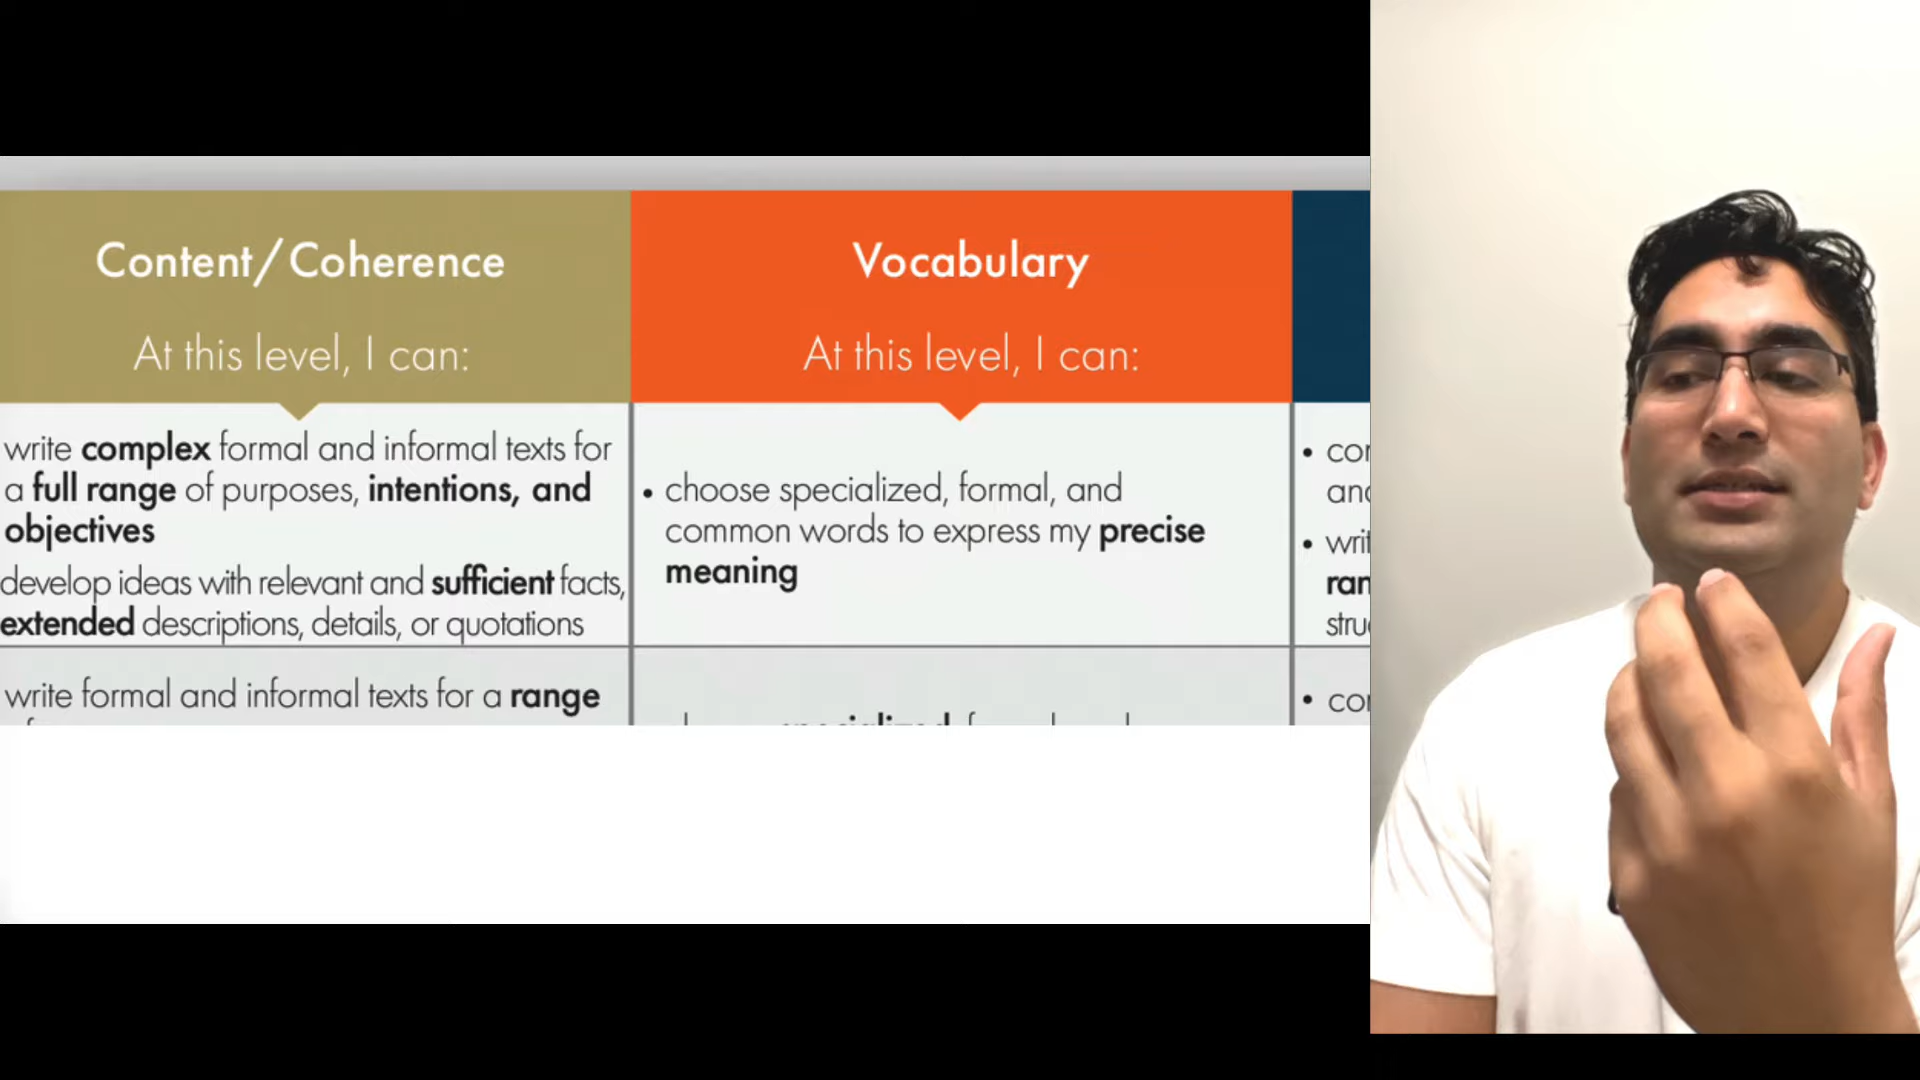 Content/Coherence
At this level, I can:
write complex formal and informal texts for
a full range of purposes, intentions, and
objectives
develop ideas with relevant and sufficient facts,
extended descriptions, details, or quotations
write formal and informal texts for a range
Vocabulary
At this level, I can:
• choose specialized, formal, and
common words to express my precise
meaning